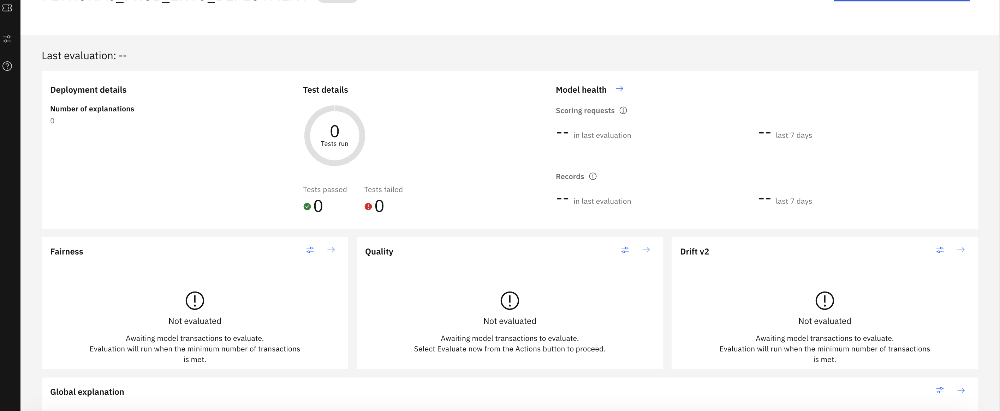 Last evaluation: --
Deployment details
Number of explanations
0
Test details
0
Tests run
Tests passed
0
Tests failed
0
Model health
Scoring requests
-- in last evaluation
-- last 7 days
Records
-- in last evaluation
-- last 7 days
Fairness
Not evaluated
Awaiting model transactions to evaluate.
Evaluation will run when the minimum number of transactions
is met.
Quality
Not evaluated
Awaiting model transactions to evaluate.
Select Evaluate now from the Actions button to proceed.
Drift v2
Not evaluated
Awaiting model transactions to evaluate.
Evaluation will run when the minimum number of transactions
is met.
Global explanation